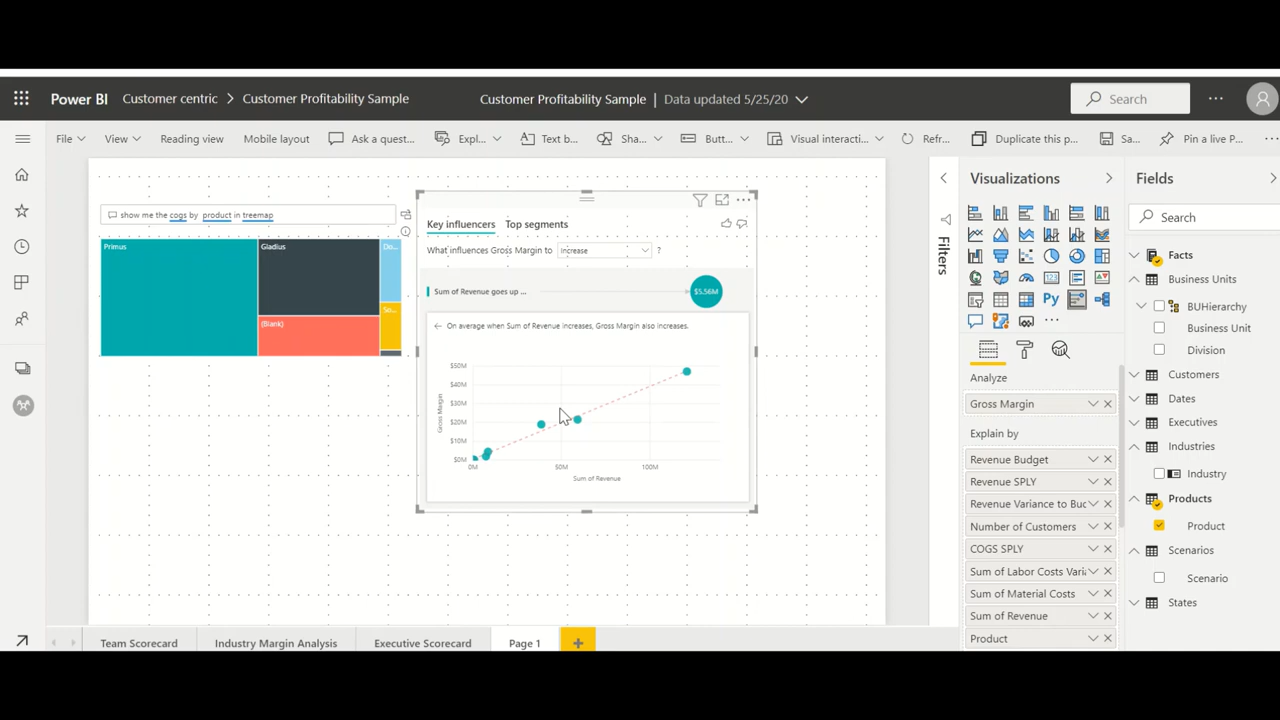 Power BI Customer centric Customer Profitability Sample Customer Profitability Sample | Data updated 5/25/20 Search ...
File View Reading view Mobile layout Ask a quest... Expl... Text b... Sha... Butt... Visual interacti... Refr... Duplicate this p... Sa... Pin a live P...
Visualizations
Fields
Search
Filters
show me the cogs by product in treemap
Primus
Gladius
Do...
(Blank)
So...
Key influencers Top segments
What influences Gross Margin to Increase ?
Sum of Revenue goes up ... $5.56M
On average when Sum of Revenue increases, Gross Margin also increases.
Gross Margin
$50M
$40M
$30M
$20M
$10M
$0M
0M 50M 100M
Sum of Revenue
Py
Analyze
Gross Margin
Explain by
Revenue Budget
Revenue SPLY
Revenue Variance to Buc
Number of Customers
COGS SPLY
Sum of Labor Costs Varia
Sum of Material Costs
Sum of Revenue
Product
Facts
Business Units
BUHierarchy
Business Unit
Division
Customers
Dates
Executives
Industries
Industry
Products
Product
Scenarios
Scenario
States
Team Scorecard Industry Margin Analysis Executive Scorecard Page 1 +